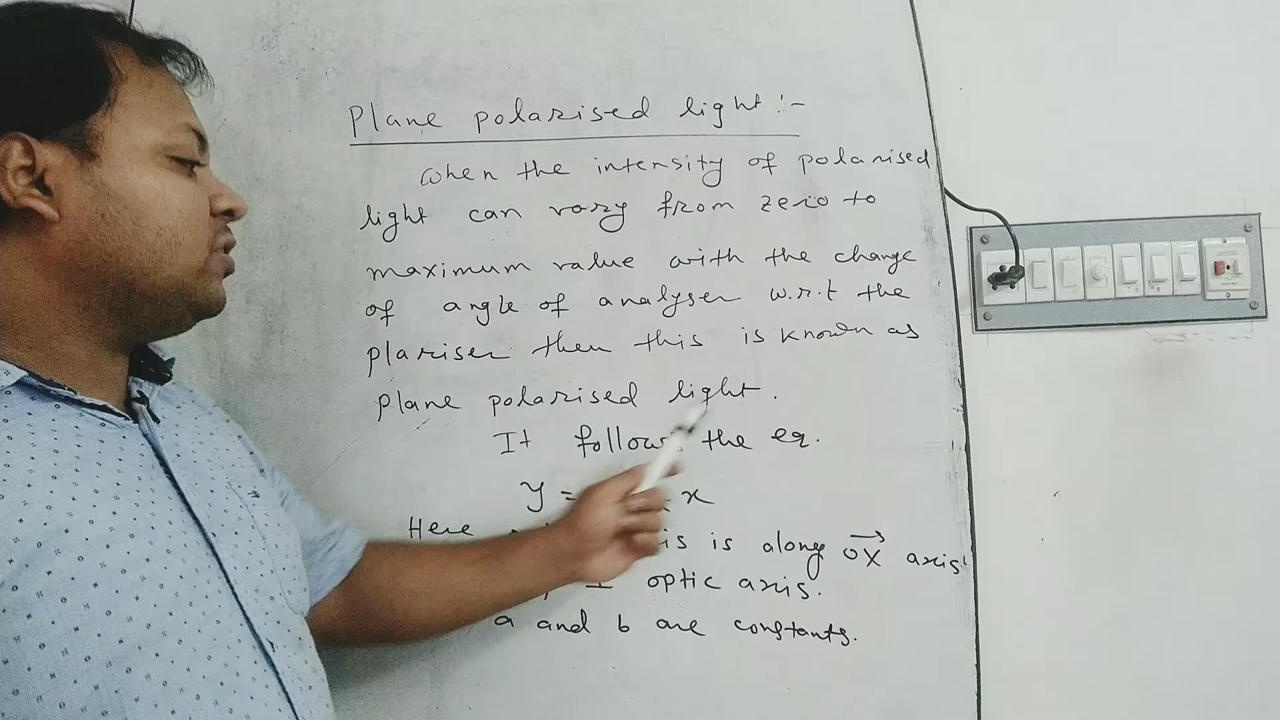 Plane polarised light :-
When the intensity of polarised
light can vary from zero to
maximum value with the change
of angle of analyser w.r.t the
plariser then this is known as
plane polarised light.
It follows the eq.
y = x
Here is along OX axis
optic axis.
a and b are constants.